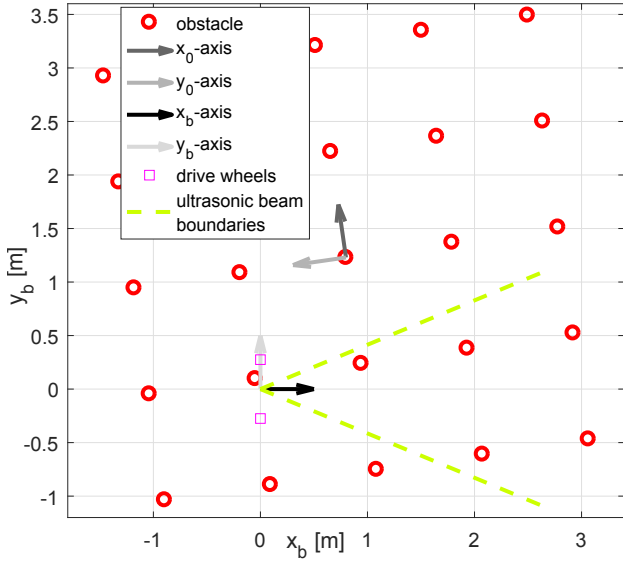 3.5
3
2.5
2
1.5
1
0.5
0
-0.5
-1
y_b [m]
obstacle
x_0-axis
y_0-axis
x_b-axis
y_b-axis
drive wheels
ultrasonic beam
boundaries
-1 0 1 2 3
x_b [m]